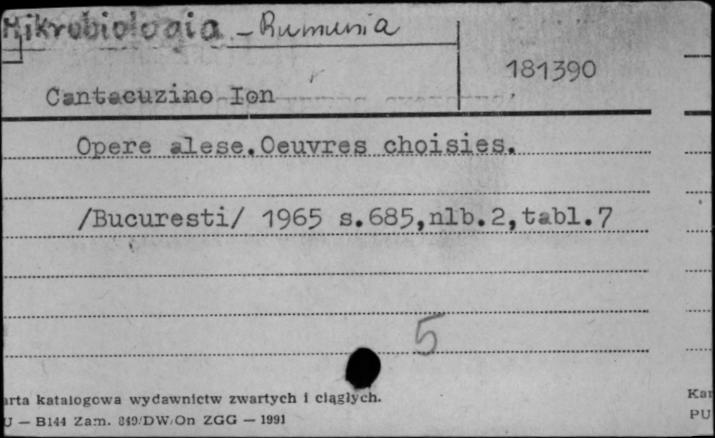 Mikrobiologia - Rumunia
181390
Cantacuzino Ion
Opere alese.Oeuvres choisies.
/Bucuresti/ 1965 s.685,nlb.2,tabl.7
5
arta katalogowa wydawnictw zwartych i ciągłych.
U — B144 Zam. 849/DW/On ZGG — 1991
Kar
PU